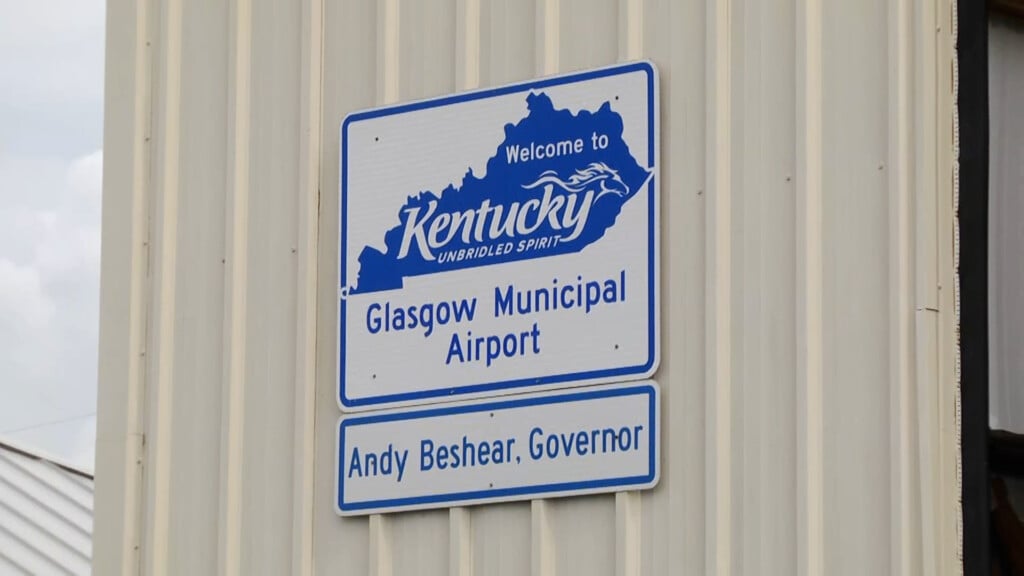 Welcome to
Kentucky
UNBRIDLED SPIRIT
Glasgow Municipal
Airport
Andy Beshear, Governor